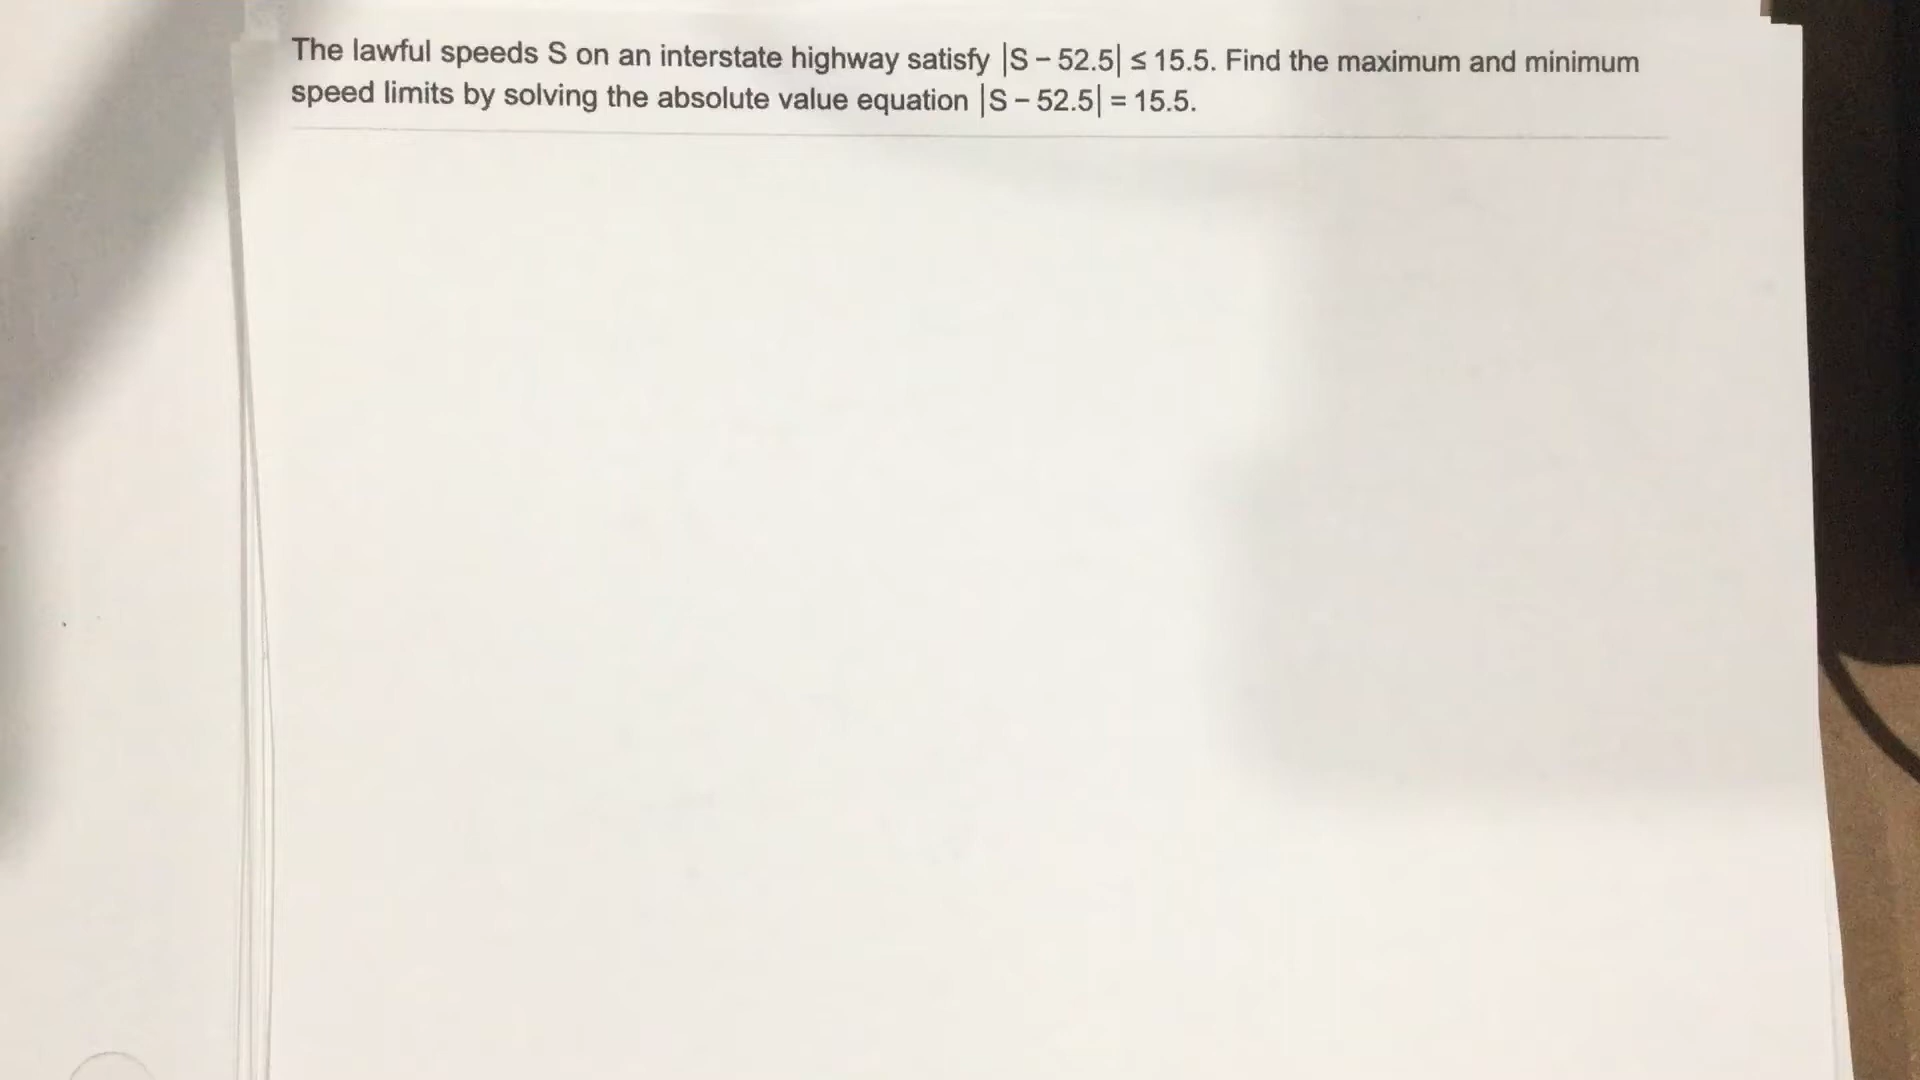 The lawful speeds S on an interstate highway satisfy |S − 52.5| ≤ 15.5. Find the maximum and minimum
speed limits by solving the absolute value equation |S − 52.5| = 15.5.